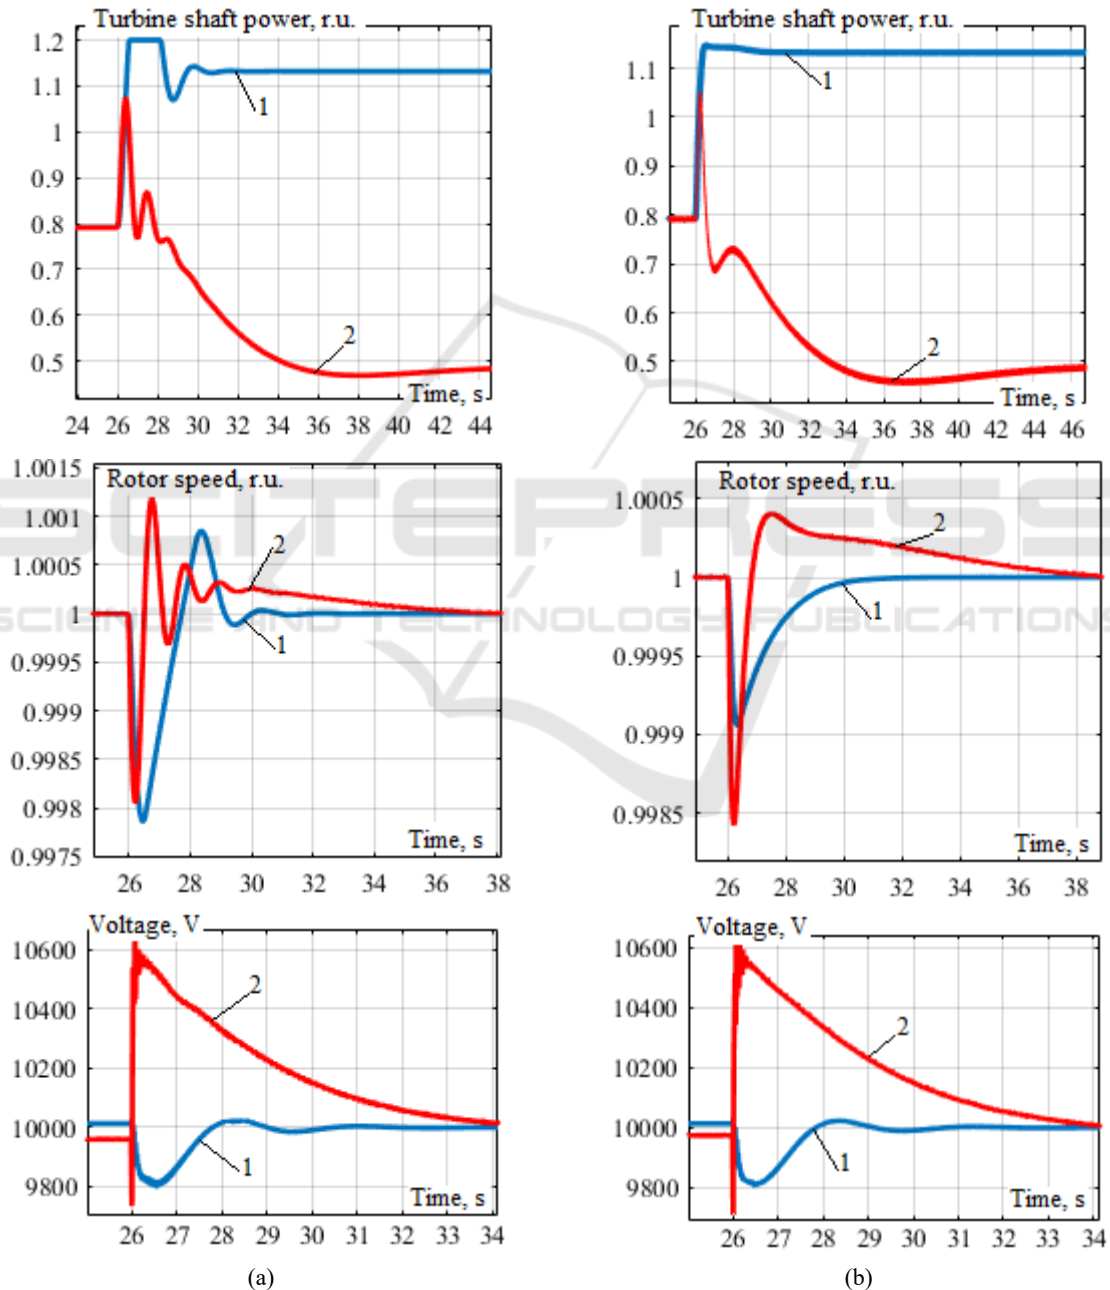 Turbine shaft power, r.u.
1.2
1.1
1
0.9
0.8
0.7
0.6
0.5
1
2
Time, s
24 26 28 30 32 34 36 38 40 42 44
Turbine shaft power, r.u.
1.1
1
0.9
0.8
0.7
0.6
0.5
1
2
Time, s
26 28 30 32 34 36 38 40 42 44 46
Rotor speed, r.u.
1.0015
1.001
1.0005
1
0.9995
0.999
0.9985
0.998
0.9975
2
1
Time, s
26 28 30 32 34 36 38
Rotor speed, r.u.
1.0005
1
0.9995
0.999
0.9985
2
1
Time, s
26 28 30 32 34 36 38
SCITEPRESS
SCIENCE AND TECHNOLOGY PUBLICATIONS
Voltage, V
10600
10400
10200
10000
9800
2
1
Time, s
26 27 28 29 30 31 32 33 34
(a)
Voltage, V
10600
10400
10200
10000
9800
2
1
Time, s
26 27 28 29 30 31 32 33 34
(b)